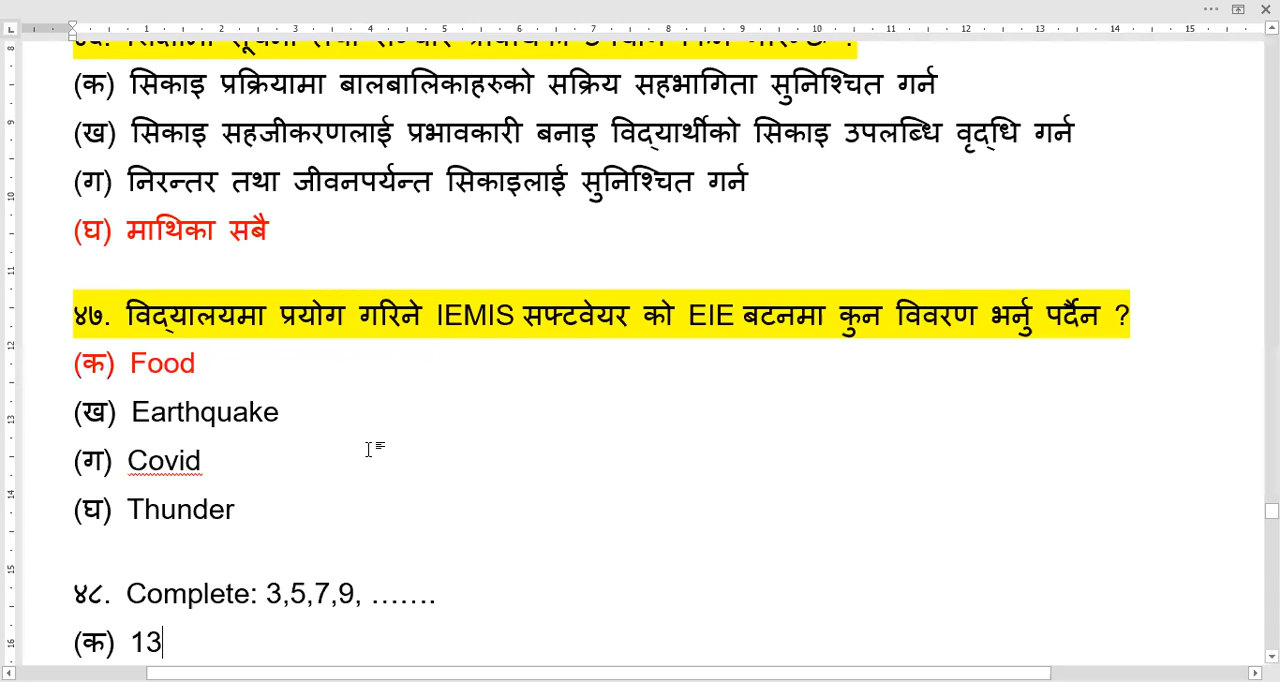 (क) सिकाइ प्रक्रियामा बालबालिकाहरुको सक्रिय सहभागिता सुनिश्चित गर्न
(ख) सिकाइ सहजीकरणलाई प्रभावकारी बनाइ विद्यार्थीको सिकाइ उपलब्धि वृद्धि गर्न
(ग) निरन्तर तथा जीवनपर्यन्त सिकाइलाई सुनिश्चित गर्न
(घ) माथिका सबै
४७. विद्यालयमा प्रयोग गरिने IEMIS सफ्टवेयर को EIE बटनमा कुन विवरण भर्नु पर्दैन ?
(क) Food
(ख) Earthquake
(ग) Covid
(घ) Thunder
४८. Complete: 3,5,7,9, …….
(क) 13